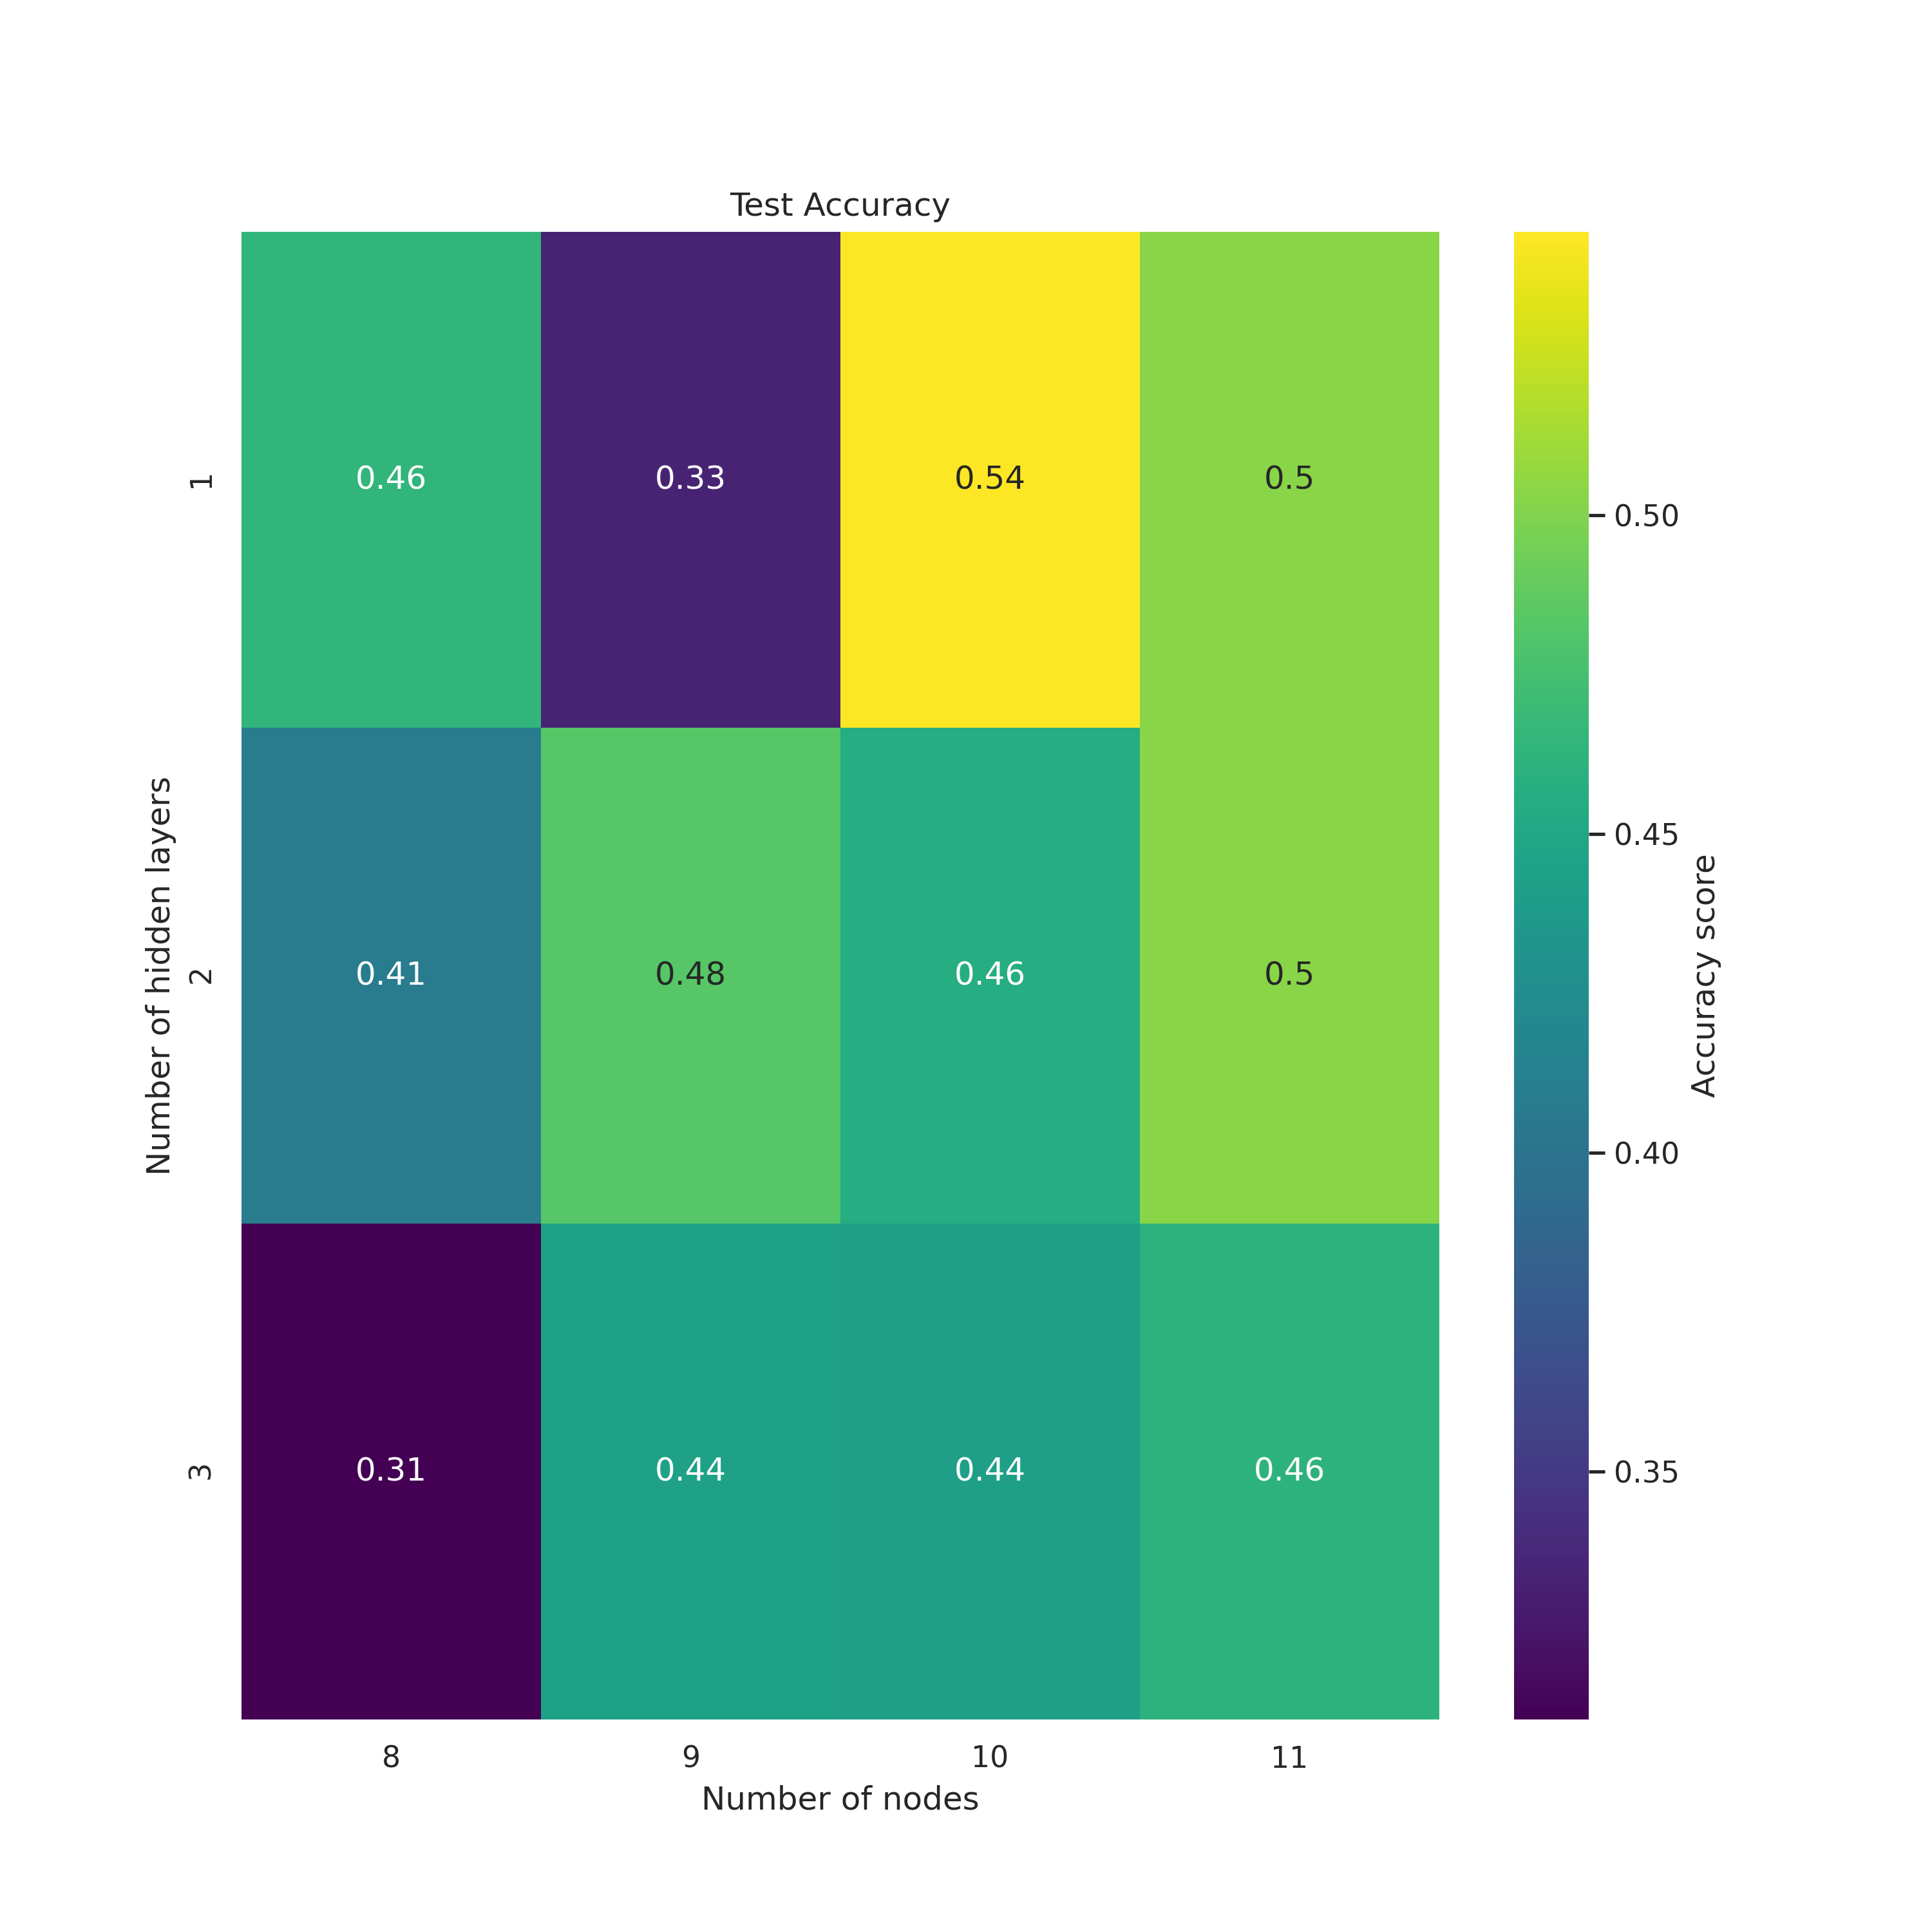 Test Accuracy
0.46 0.33 0.54 0.5
0.41 0.48 0.46 0.5
0.31 0.44 0.44 0.46
1
2
3
Number of hidden layers
8 9 10 11
Number of nodes
0.50
0.45
0.40
0.35
Accuracy score